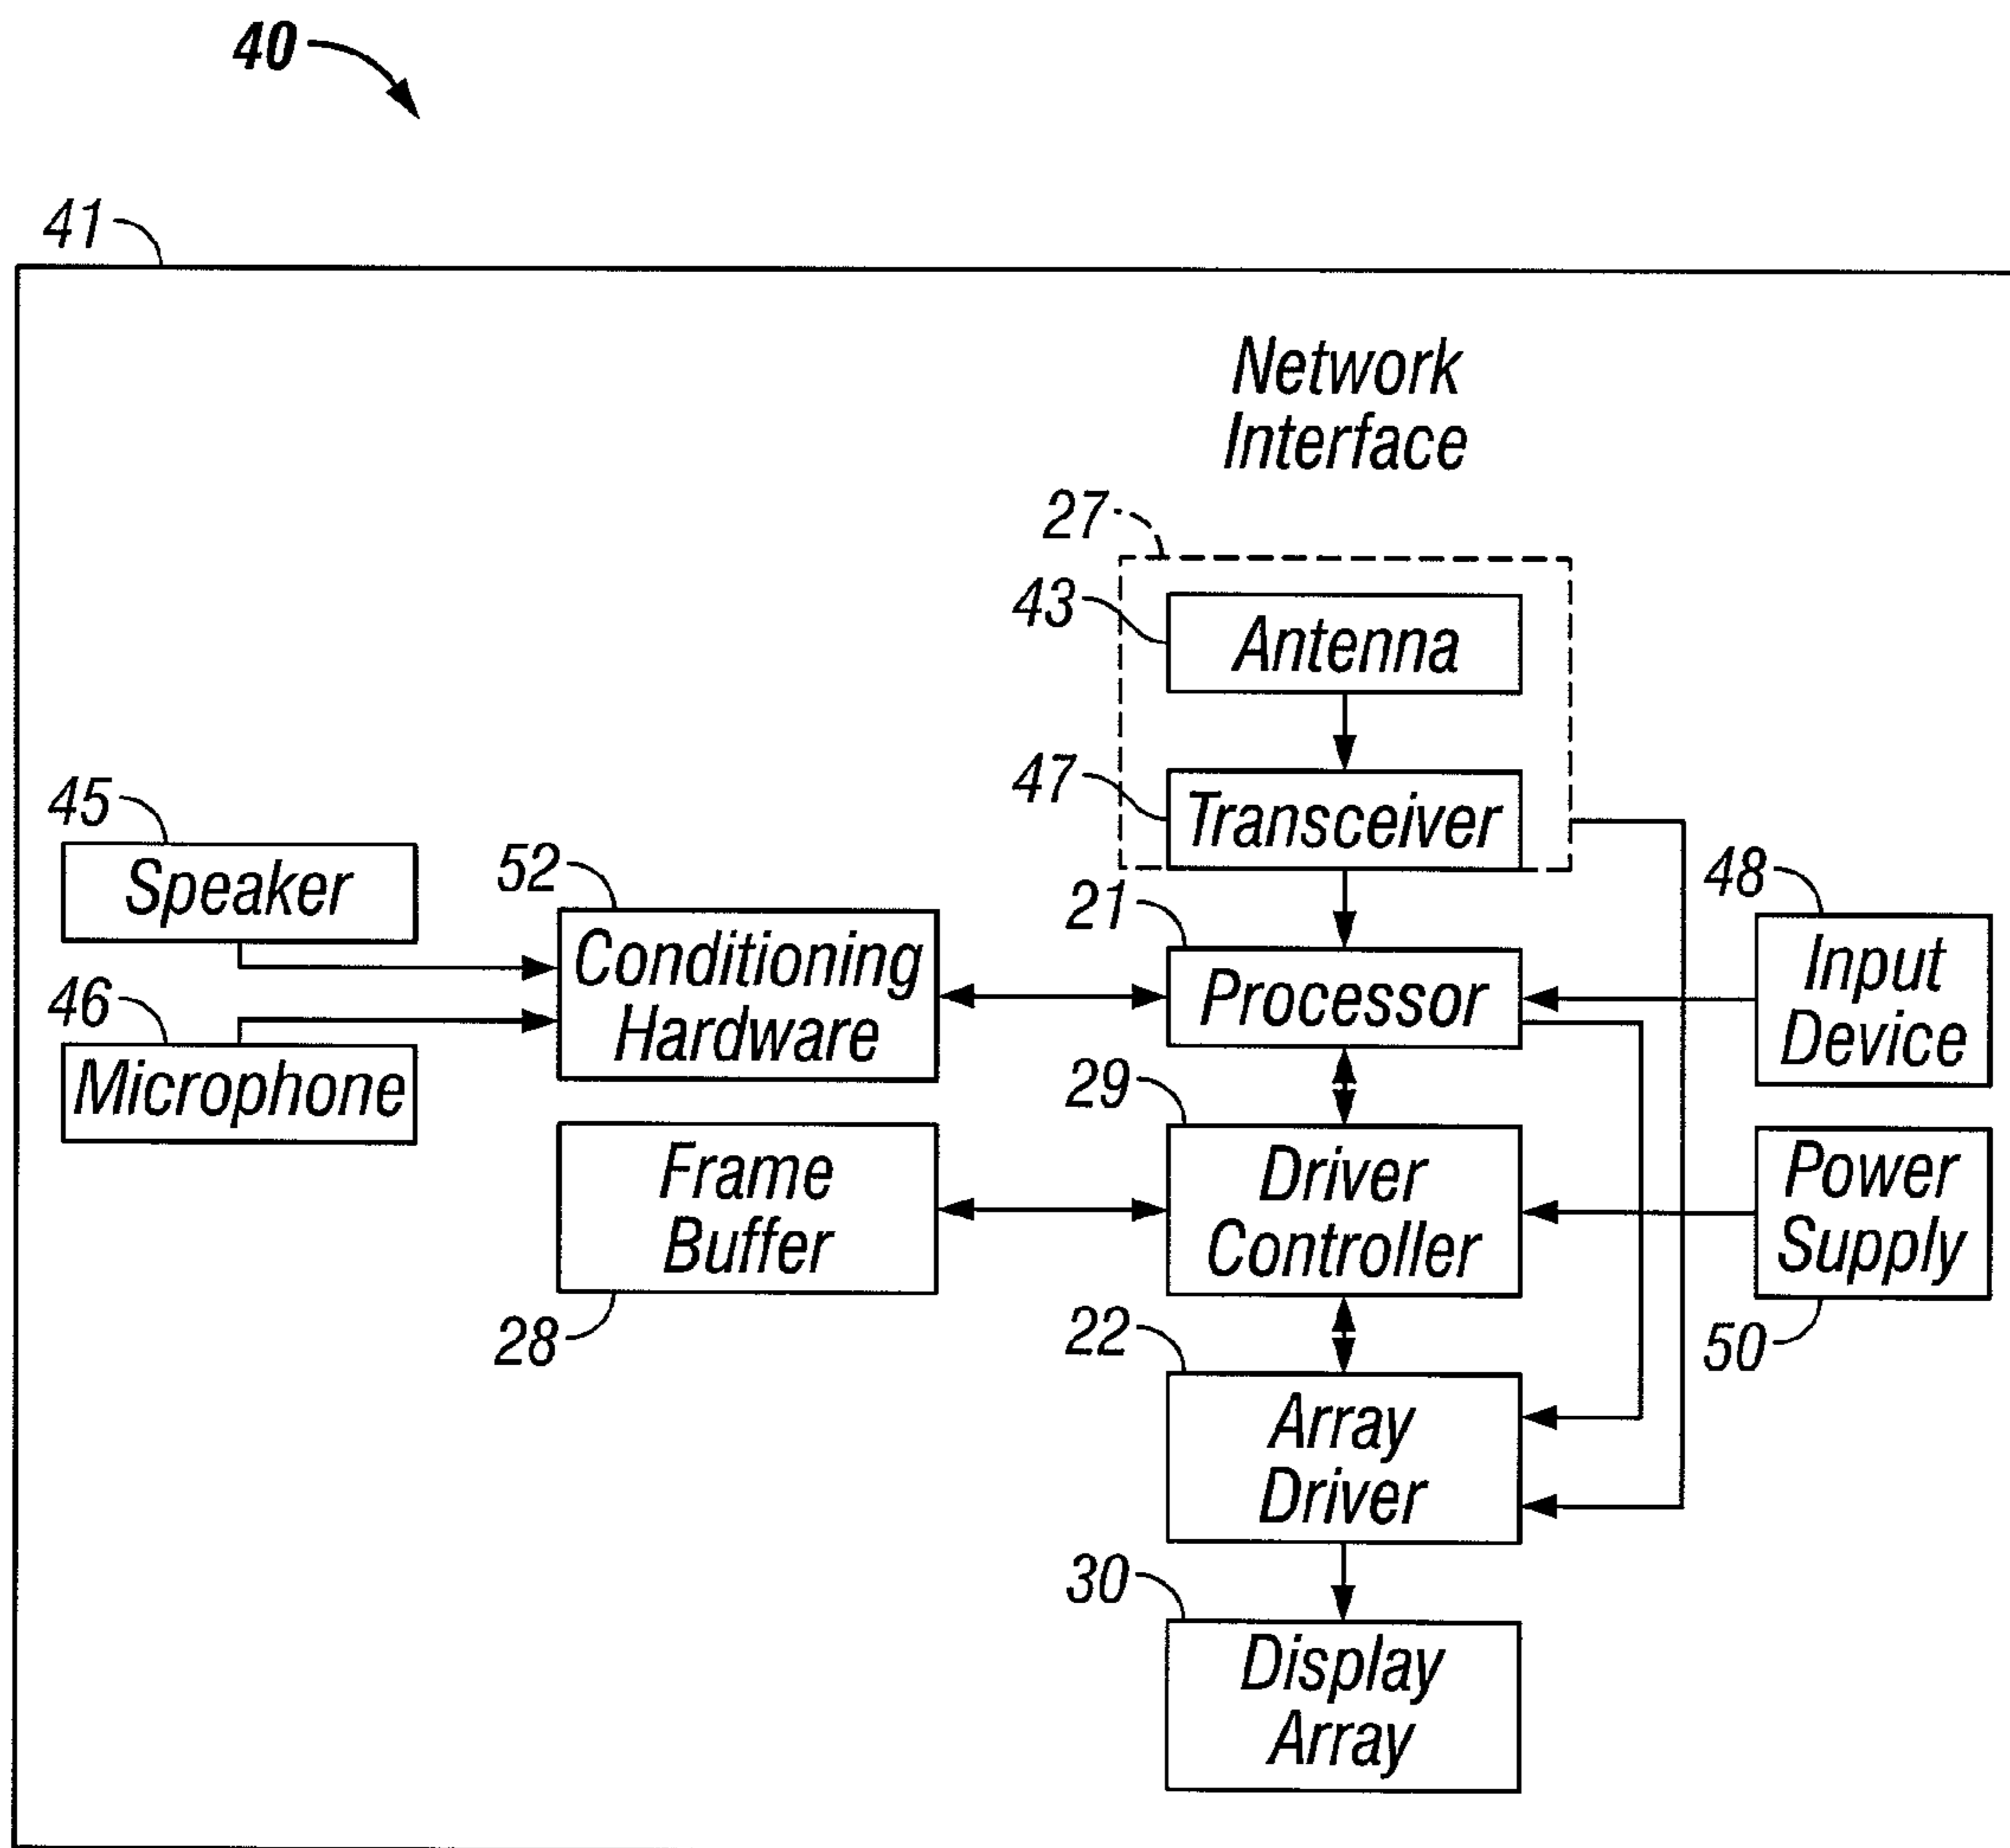 40
41
Network
Interface
27
43
Antenna
47
Transceiver
45
Speaker
52
Conditioning
Hardware
21
Processor
48
Input
Device
46
Microphone
29
Driver
Controller
Frame
Buffer
28
Power
Supply
50
22
Array
Driver
30
Display
Array